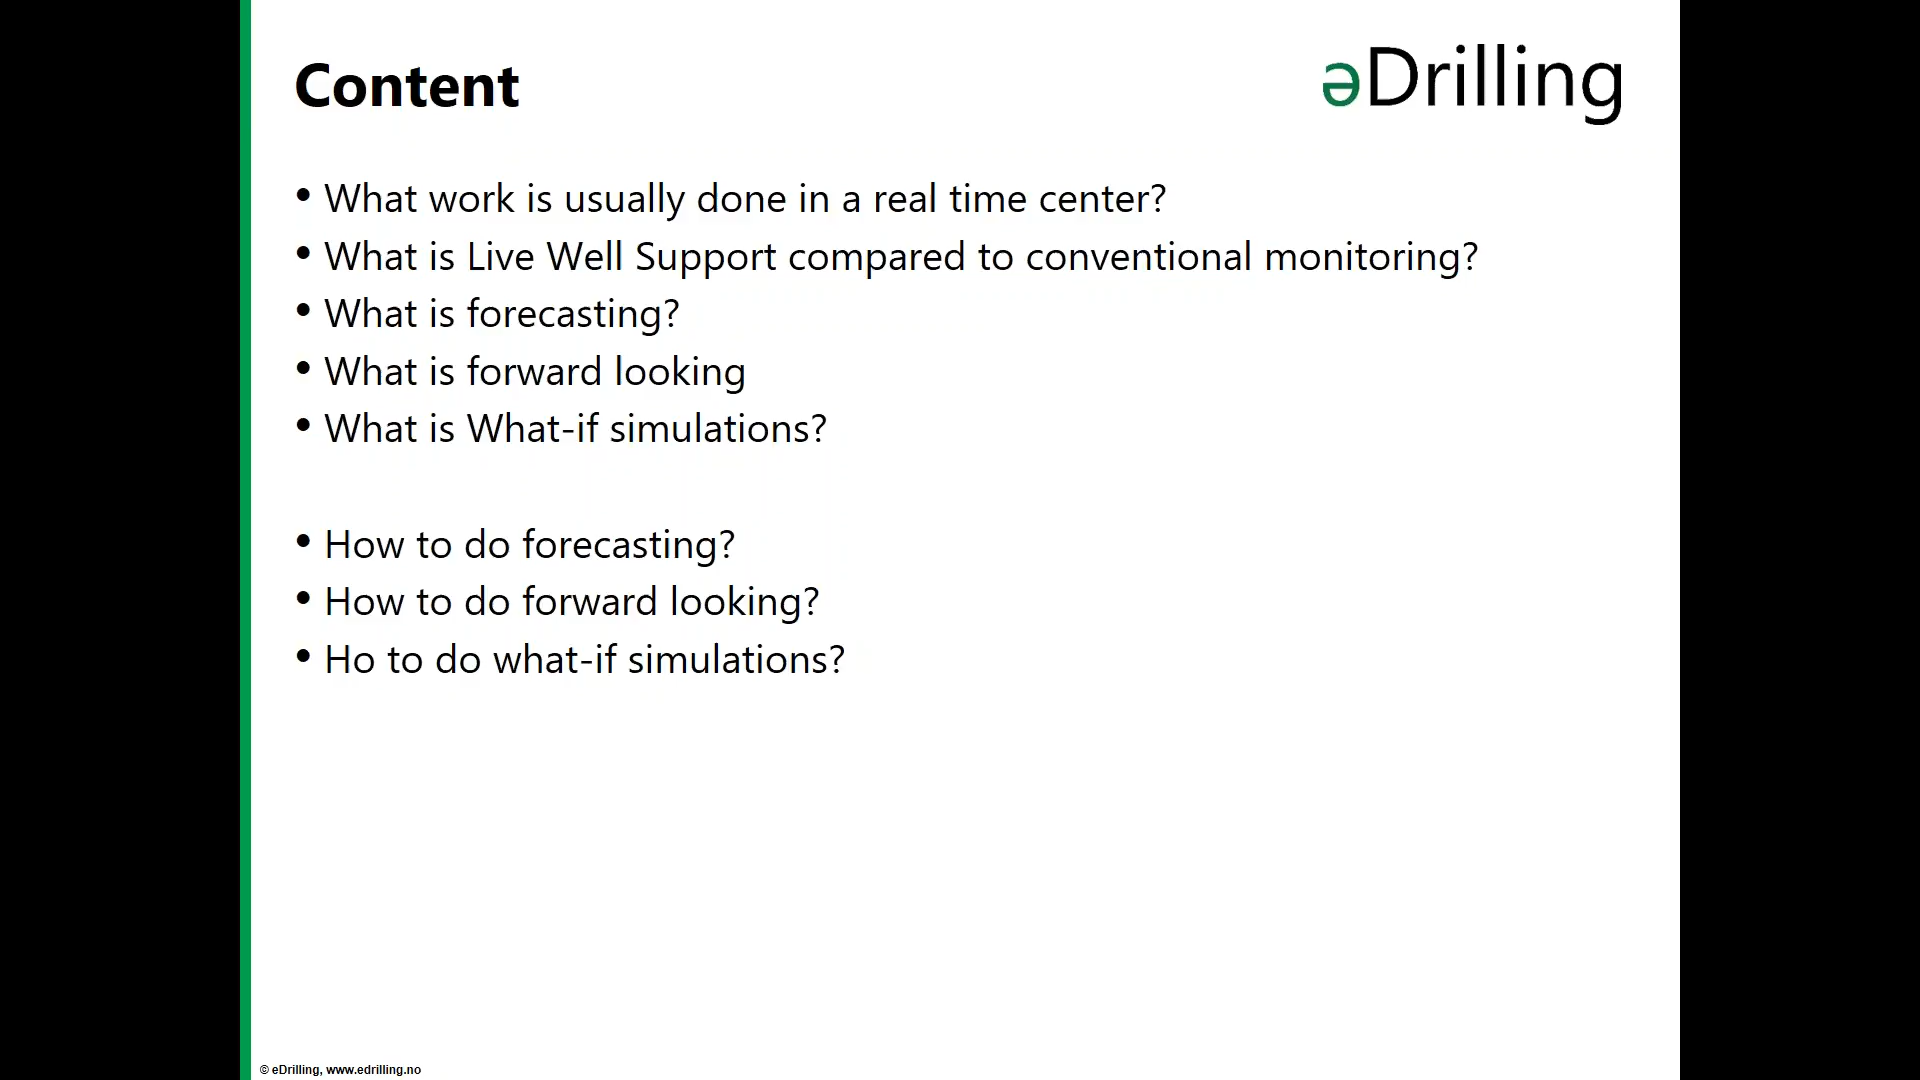 Content
əDrilling
• What work is usually done in a real time center?
• What is Live Well Support compared to conventional monitoring?
• What is forecasting?
• What is forward looking
• What is What-if simulations?
• How to do forecasting?
• How to do forward looking?
• Ho to do what-if simulations?
© eDrilling, www.edrilling.no